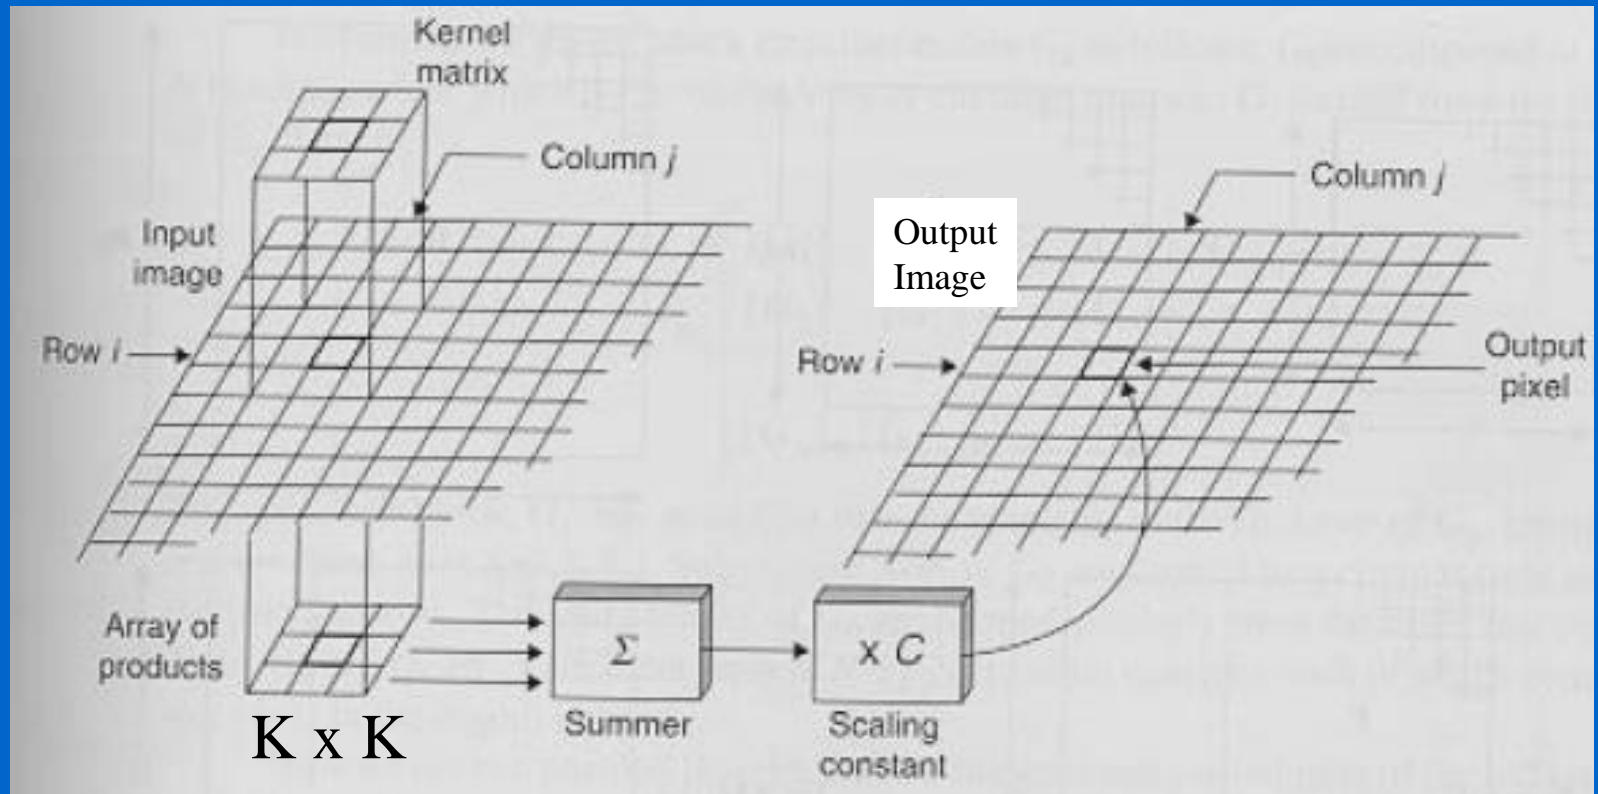 Kernel
matrix
Column j
Input
image
Row i
Array of
products
K x K
Σ
Summer
x C
Scaling
constant
Output
Image
Column j
Row i
Output
pixel